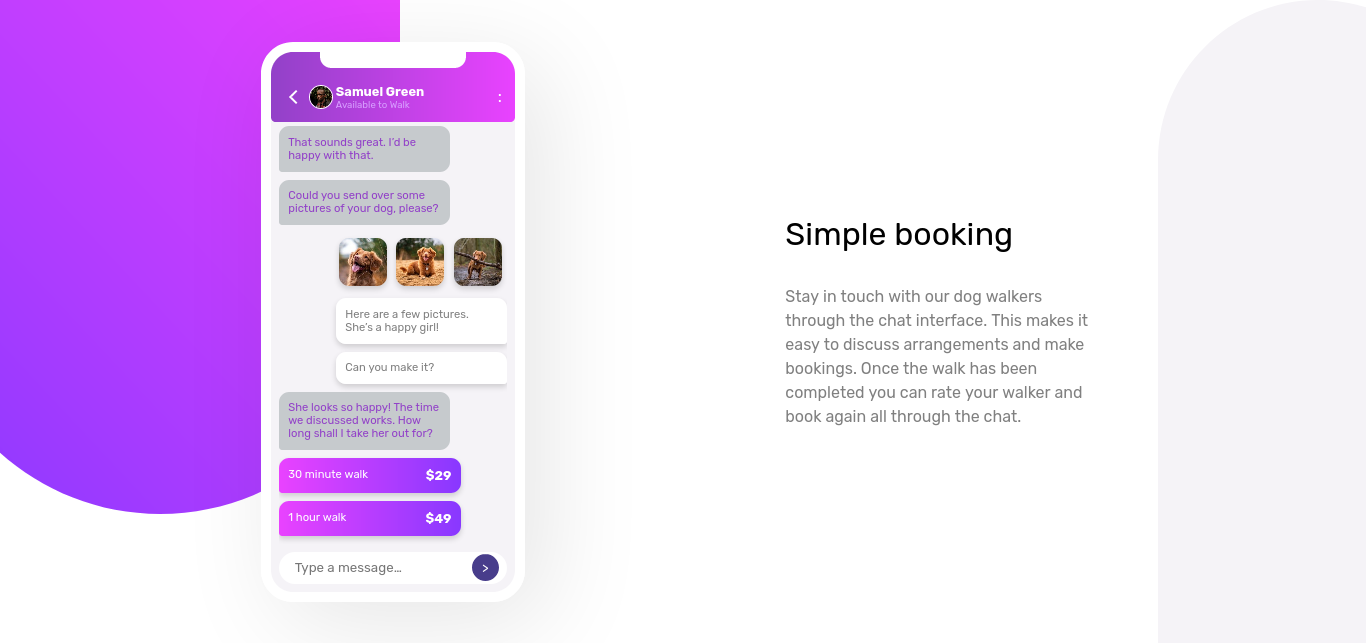 Samuel Green
Available to Walk
:
That sounds great. I'd be
happy with that.
Could you send over some
pictures of your dog, please?
Here are a few pictures.
She's a happy girl!
Can you make it?
She looks so happy! The time
we discussed works. How
long shall I take her out for?
30 minute walk $29
1 hour walk $49
Type a message... >
Simple booking
Stay in touch with our dog walkers
through the chat interface. This makes it
easy to discuss arrangements and make
bookings. Once the walk has been
completed you can rate your walker and
book again all through the chat.